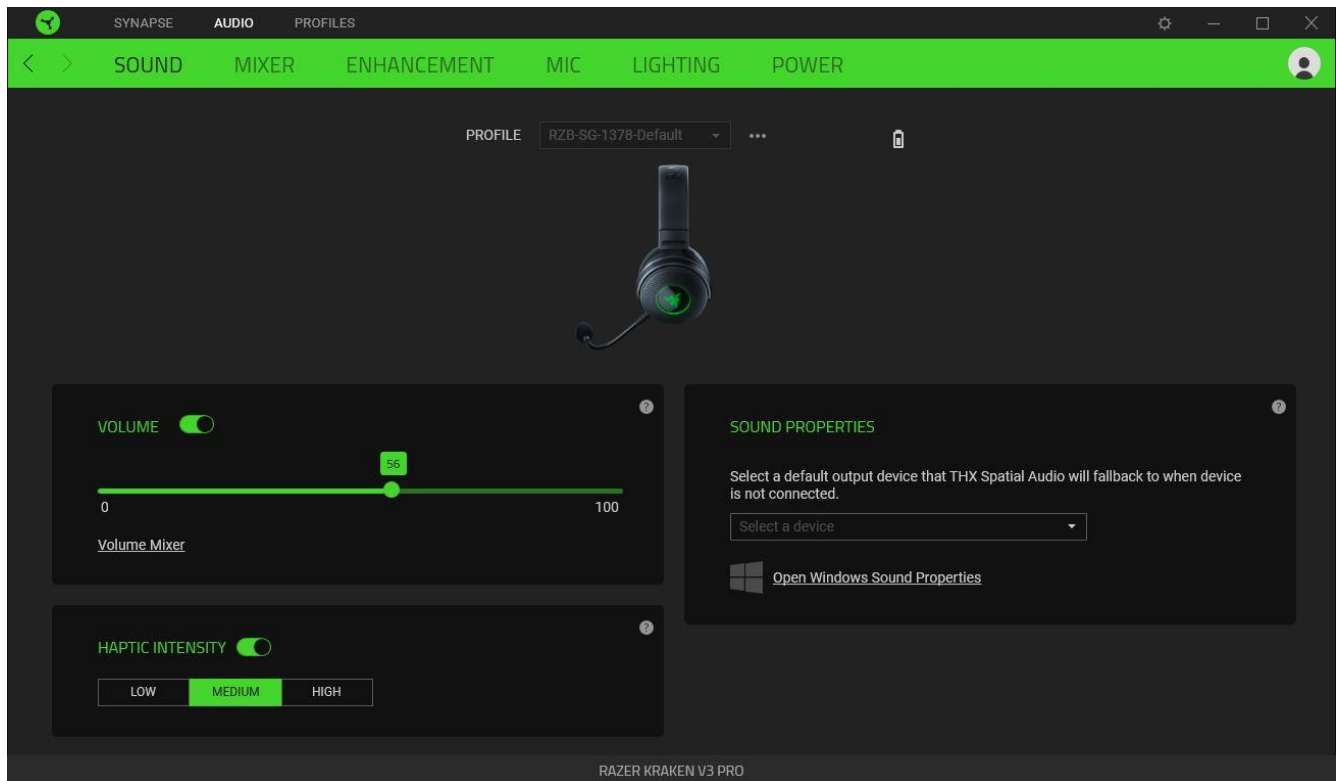 SYNAPSE AUDIO PROFILES
SOUND MIXER ENHANCEMENT MIC LIGHTING POWER
PROFILE RZB-SG-1378-Default
VOLUME
56
0 100
Volume Mixer
HAPTIC INTENSITY
LOW MEDIUM HIGH
SOUND PROPERTIES
Select a default output device that THX Spatial Audio will fallback to when device
is not connected.
Select a device
Open Windows Sound Properties
RAZER KRAKEN V3 PRO